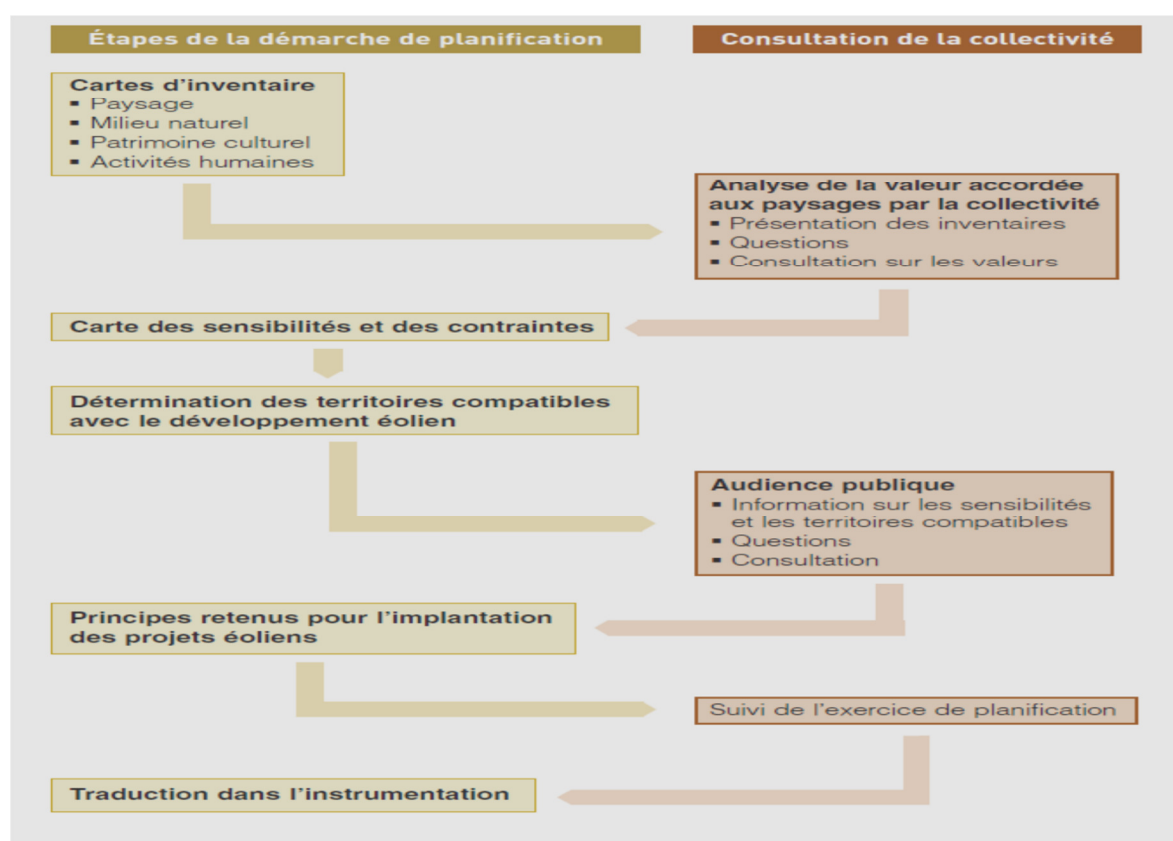 Étapes de la démarche de planification
Consultation de la collectivité
Cartes d'inventaire
▪ Paysage
▪ Milieu naturel
▪ Patrimoine culturel
▪ Activités humaines
Analyse de la valeur accordée
aux paysages par la collectivité
▪ Présentation des inventaires
▪ Questions
▪ Consultation sur les valeurs
Carte des sensibilités et des contraintes
Détermination des territoires compatibles
avec le développement éolien
Audience publique
▪ Information sur les sensibilités
et les territoires compatibles
▪ Questions
▪ Consultation
Principes retenus pour l'implantation
des projets éoliens
Suivi de l'exercice de planification
Traduction dans l'instrumentation